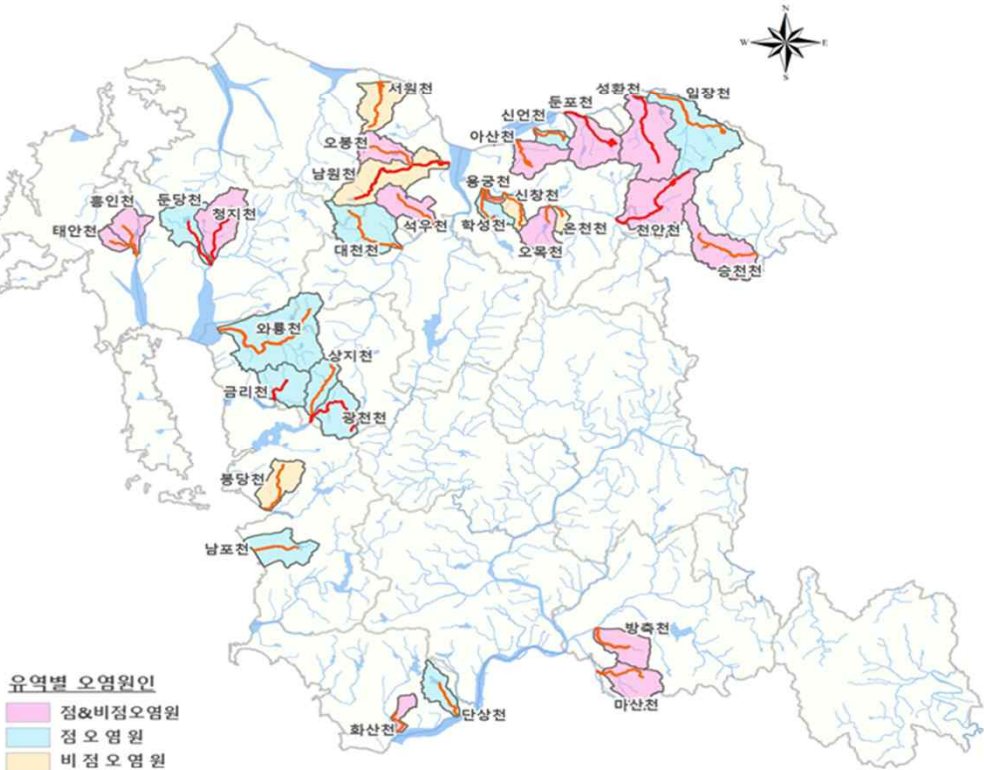 N
W
E
S
서원천
성환천
입장천
둔포천
신언천
아산천
오봉천
남원천
용궁천
신창천
흥인천
둔당천
청지천
태안천
석우천
학성천
온천천
천안천
대천천
오목천
승천천
와룡천
상지천
금리천
광천천
봉당천
남포천
방축천
마산천
단상천
화산천
유역별 오염원인
점&비점오염원
점오염원
비점오염원